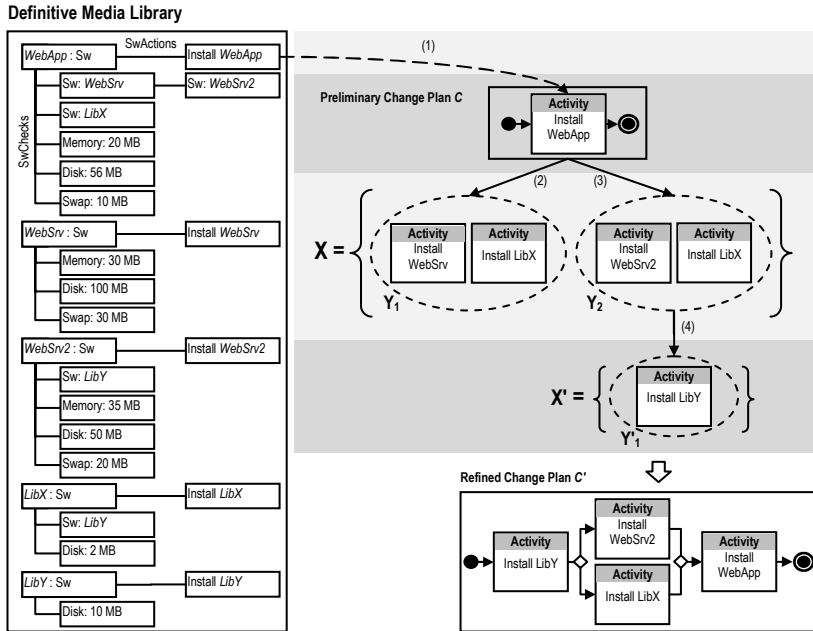 Definitive Media Library
SwActions
WebApp : Sw
Install WebApp
SwChecks
Sw: WebSrv
Sw: WebSrv2
Sw: LibX
Memory: 20 MB
Disk: 56 MB
Swap: 10 MB
WebSrv : Sw
Install WebSrv
Memory: 30 MB
Disk: 100 MB
Swap: 30 MB
WebSrv2 : Sw
Install WebSrv2
Sw: LibY
Memory: 35 MB
Disk: 50 MB
Swap: 20 MB
LibX : Sw
Install LibX
Sw: LibY
Disk: 2 MB
LibY : Sw
Install LibY
Disk: 10 MB
(1)
Preliminary Change Plan C
Activity
Install
WebApp
(2)
(3)
X =
Activity
Install
WebSrv
Activity
Install LibX
Y1
Activity
Install
WebSrv2
Activity
Install LibX
Y2
(4)
X' =
Activity
Install LibY
Y'1
Refined Change Plan C'
Activity
Install LibY
Activity
Install
WebSrv2
Activity
Install LibX
Activity
Install
WebApp